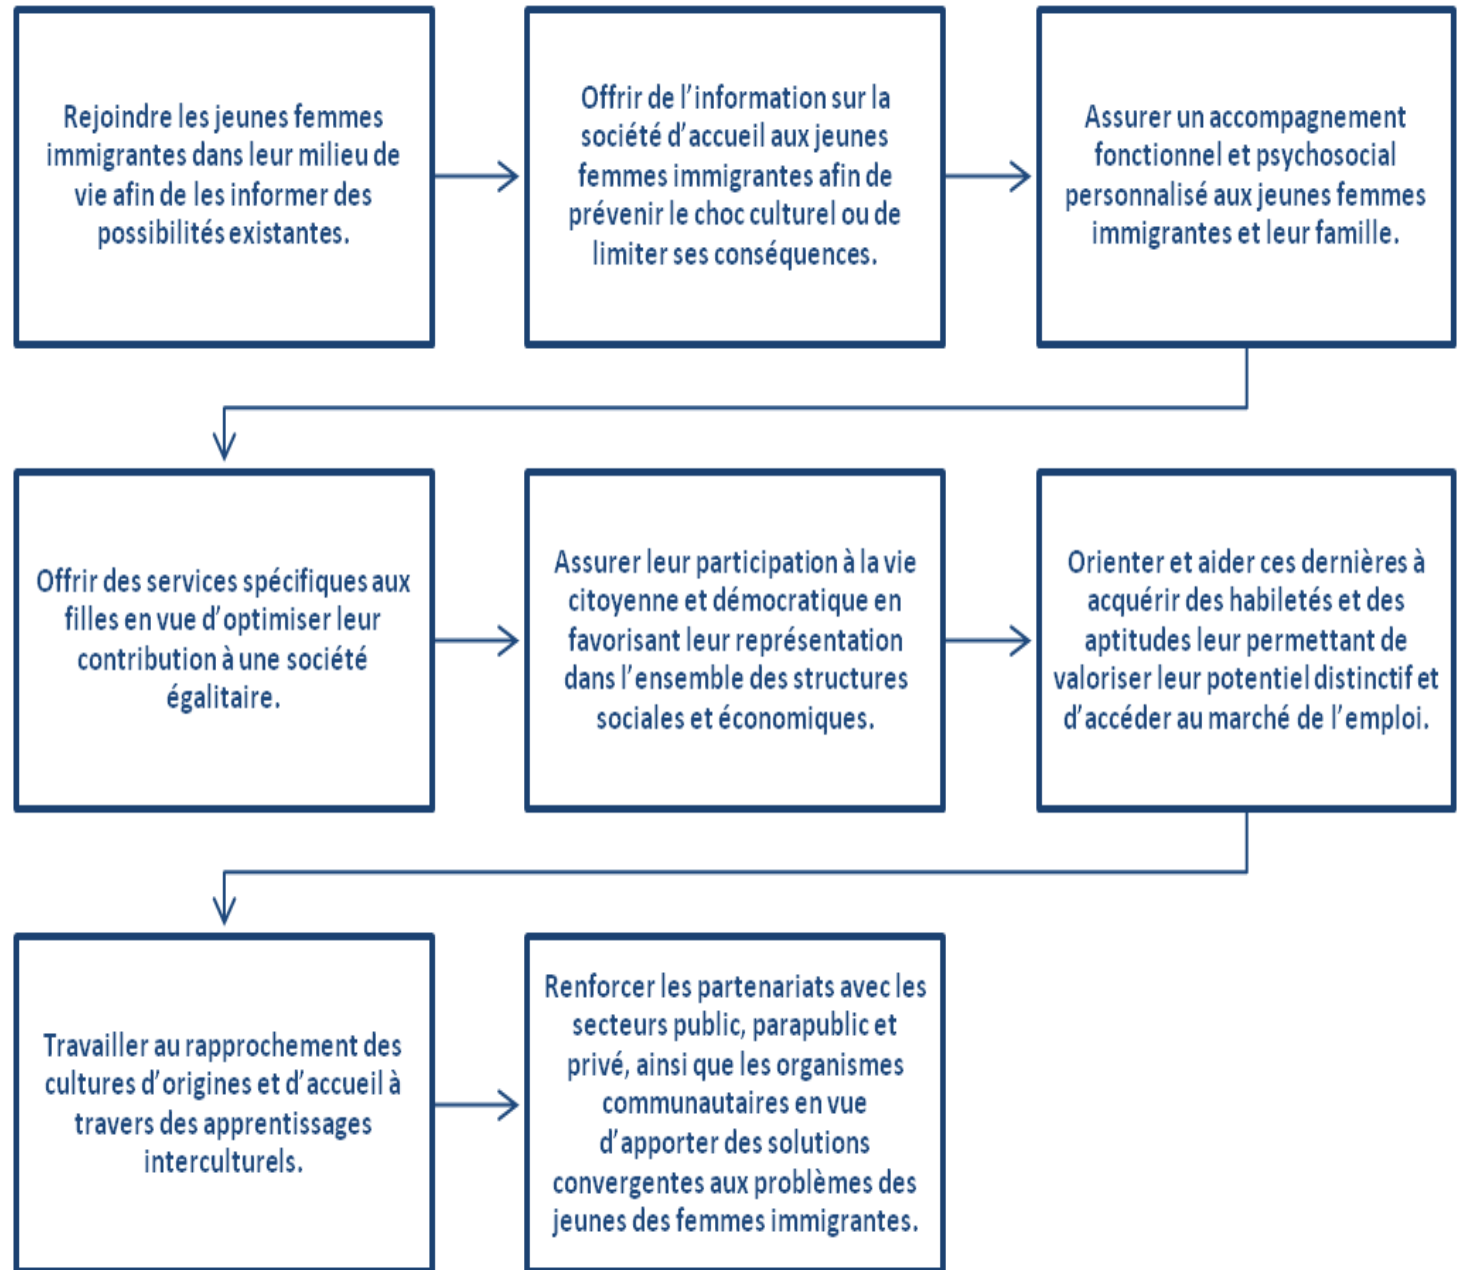 Rejoindre les jeunes femmes
immigrantes dans leur milieu de
vie afin de les informer des
possibilités existantes.
Offrir de l’information sur la
société d’accueil aux jeunes
femmes immigrantes afin de
prévenir le choc culturel ou de
limiter ses conséquences.
Assurer un accompagnement
fonctionnel et psychosocial
personnalisé aux jeunes femmes
immigrantes et leur famille.
Offrir des services spécifiques aux
filles en vue d’optimiser leur
contribution à une société
égalitaire.
Assurer leur participation à la vie
citoyenne et démocratique en
favorisant leur représentation
dans l’ensemble des structures
sociales et économiques.
Orienter et aider ces dernières à
acquérir des habiletés et des
aptitudes leur permettant de
valoriser leur potentiel distinctif et
d’accéder au marché de l’emploi.
Travailler au rapprochement des
cultures d’origines et d’accueil à
travers des apprentissages
interculturels.
Renforcer les partenariats avec les
secteurs public, parapublic et
privé, ainsi que les organismes
communautaires en vue
d’apporter des solutions
convergentes aux problèmes des
jeunes des femmes immigrantes.